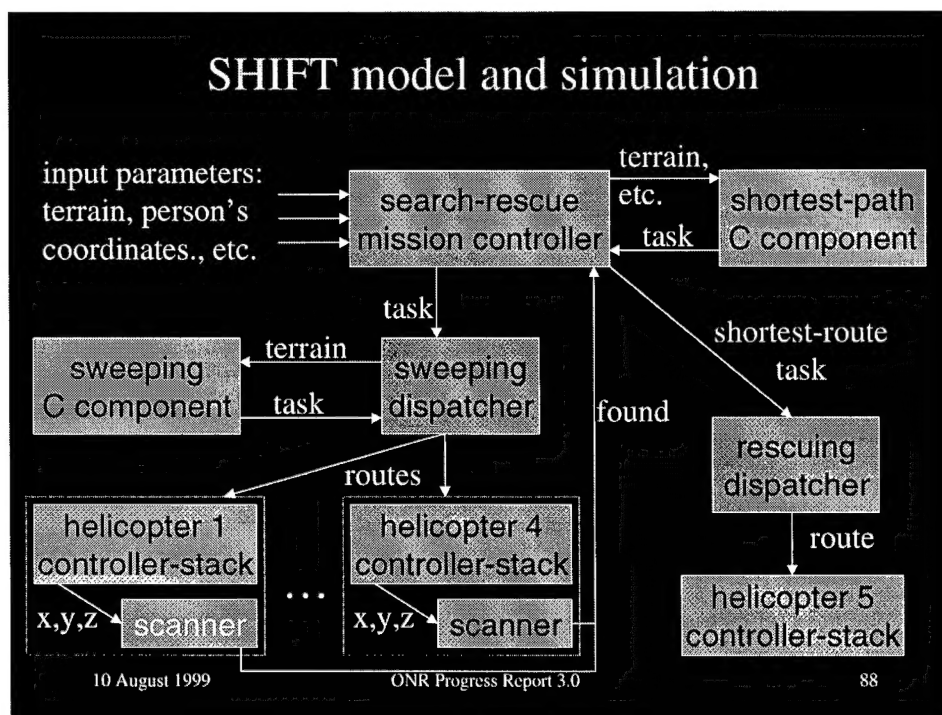 SHIFT model and simulation
input parameters:
terrain, person's
coordinates., etc.
search-rescue
mission controller
terrain,
etc.
task
shortest-path
C component
task
shortest-route
task
sweeping
C component
terrain
task
sweeping
dispatcher
found
rescuing
dispatcher
routes
route
helicopter 1
controller-stack
x,y,z
scanner
...
helicopter 4
controller-stack
x,y,z
scanner
helicopter 5
controller-stack
10 August 1999
ONR Progress Report 3.0
88